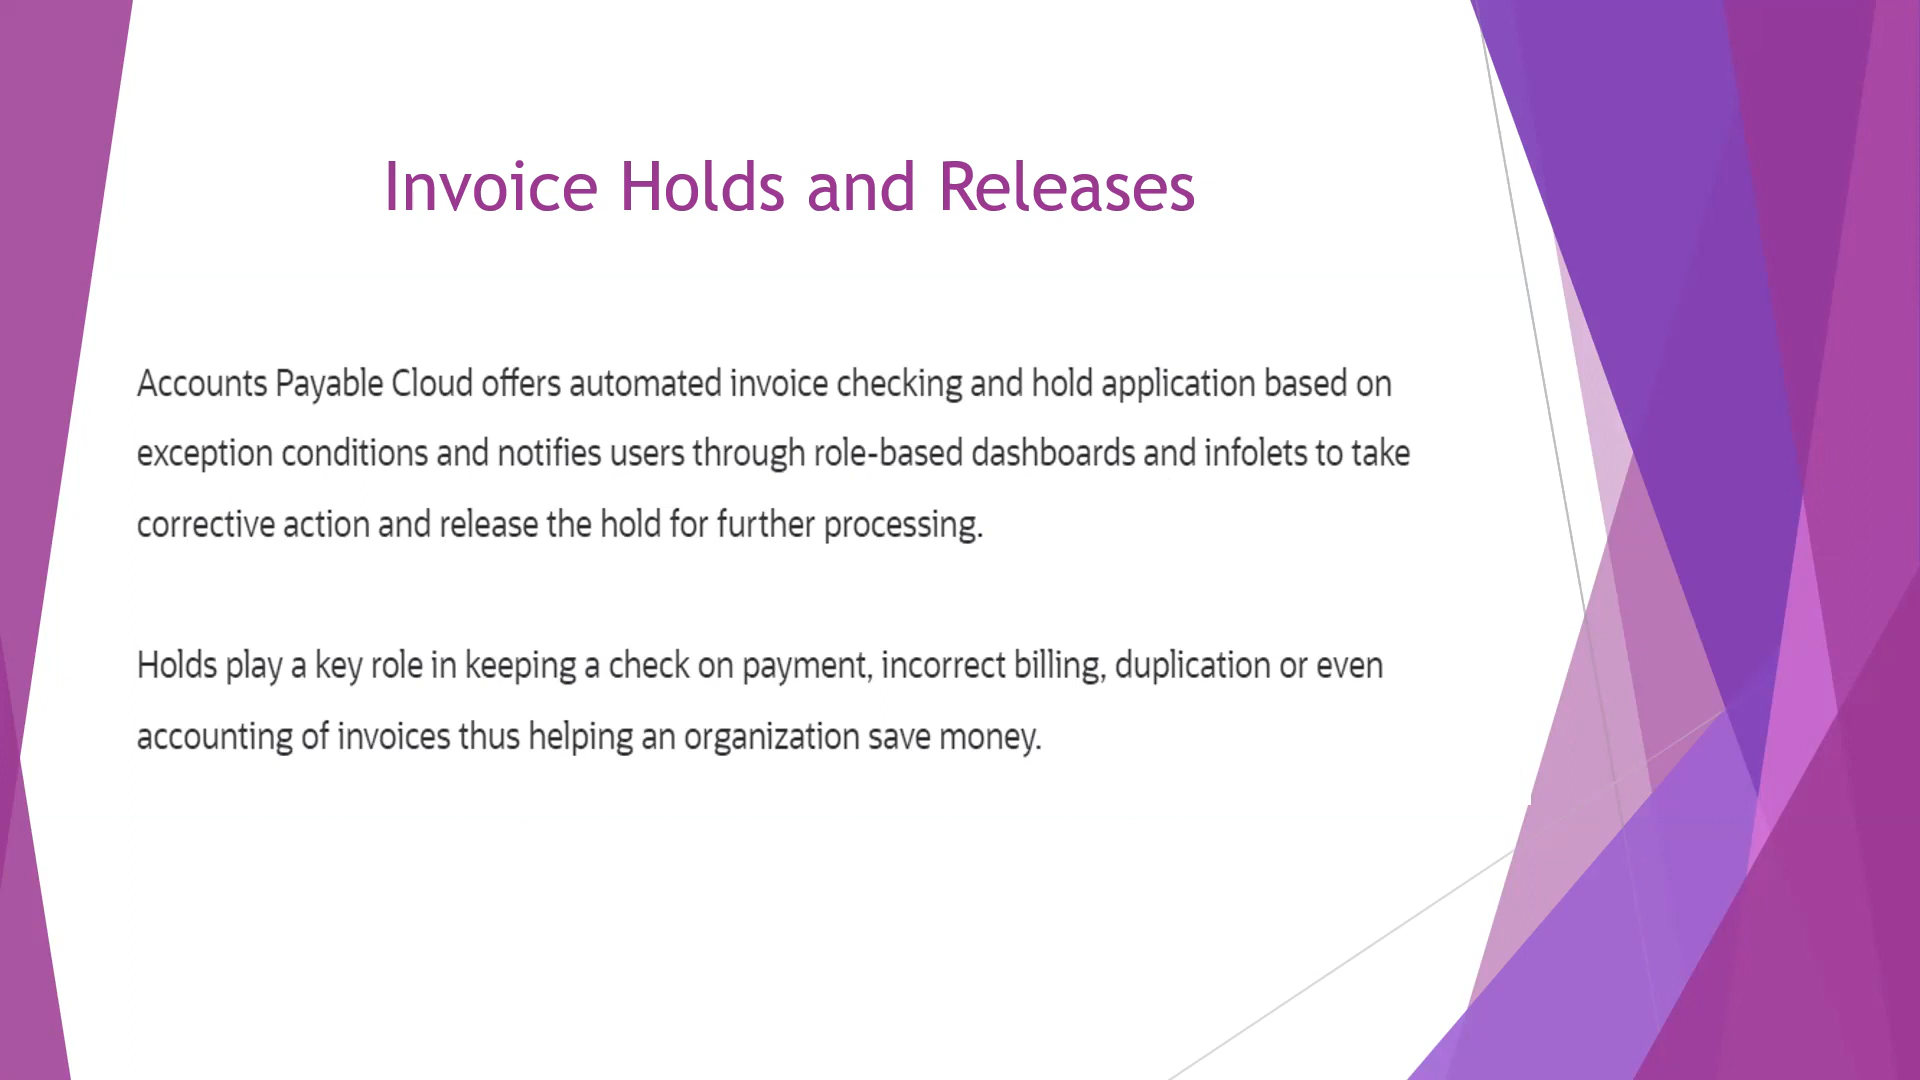 Invoice Holds and Releases
Accounts Payable Cloud offers automated invoice checking and hold application based on
exception conditions and notifies users through role-based dashboards and infolets to take
corrective action and release the hold for further processing.
Holds play a key role in keeping a check on payment, incorrect billing, duplication or even
accounting of invoices thus helping an organization save money.